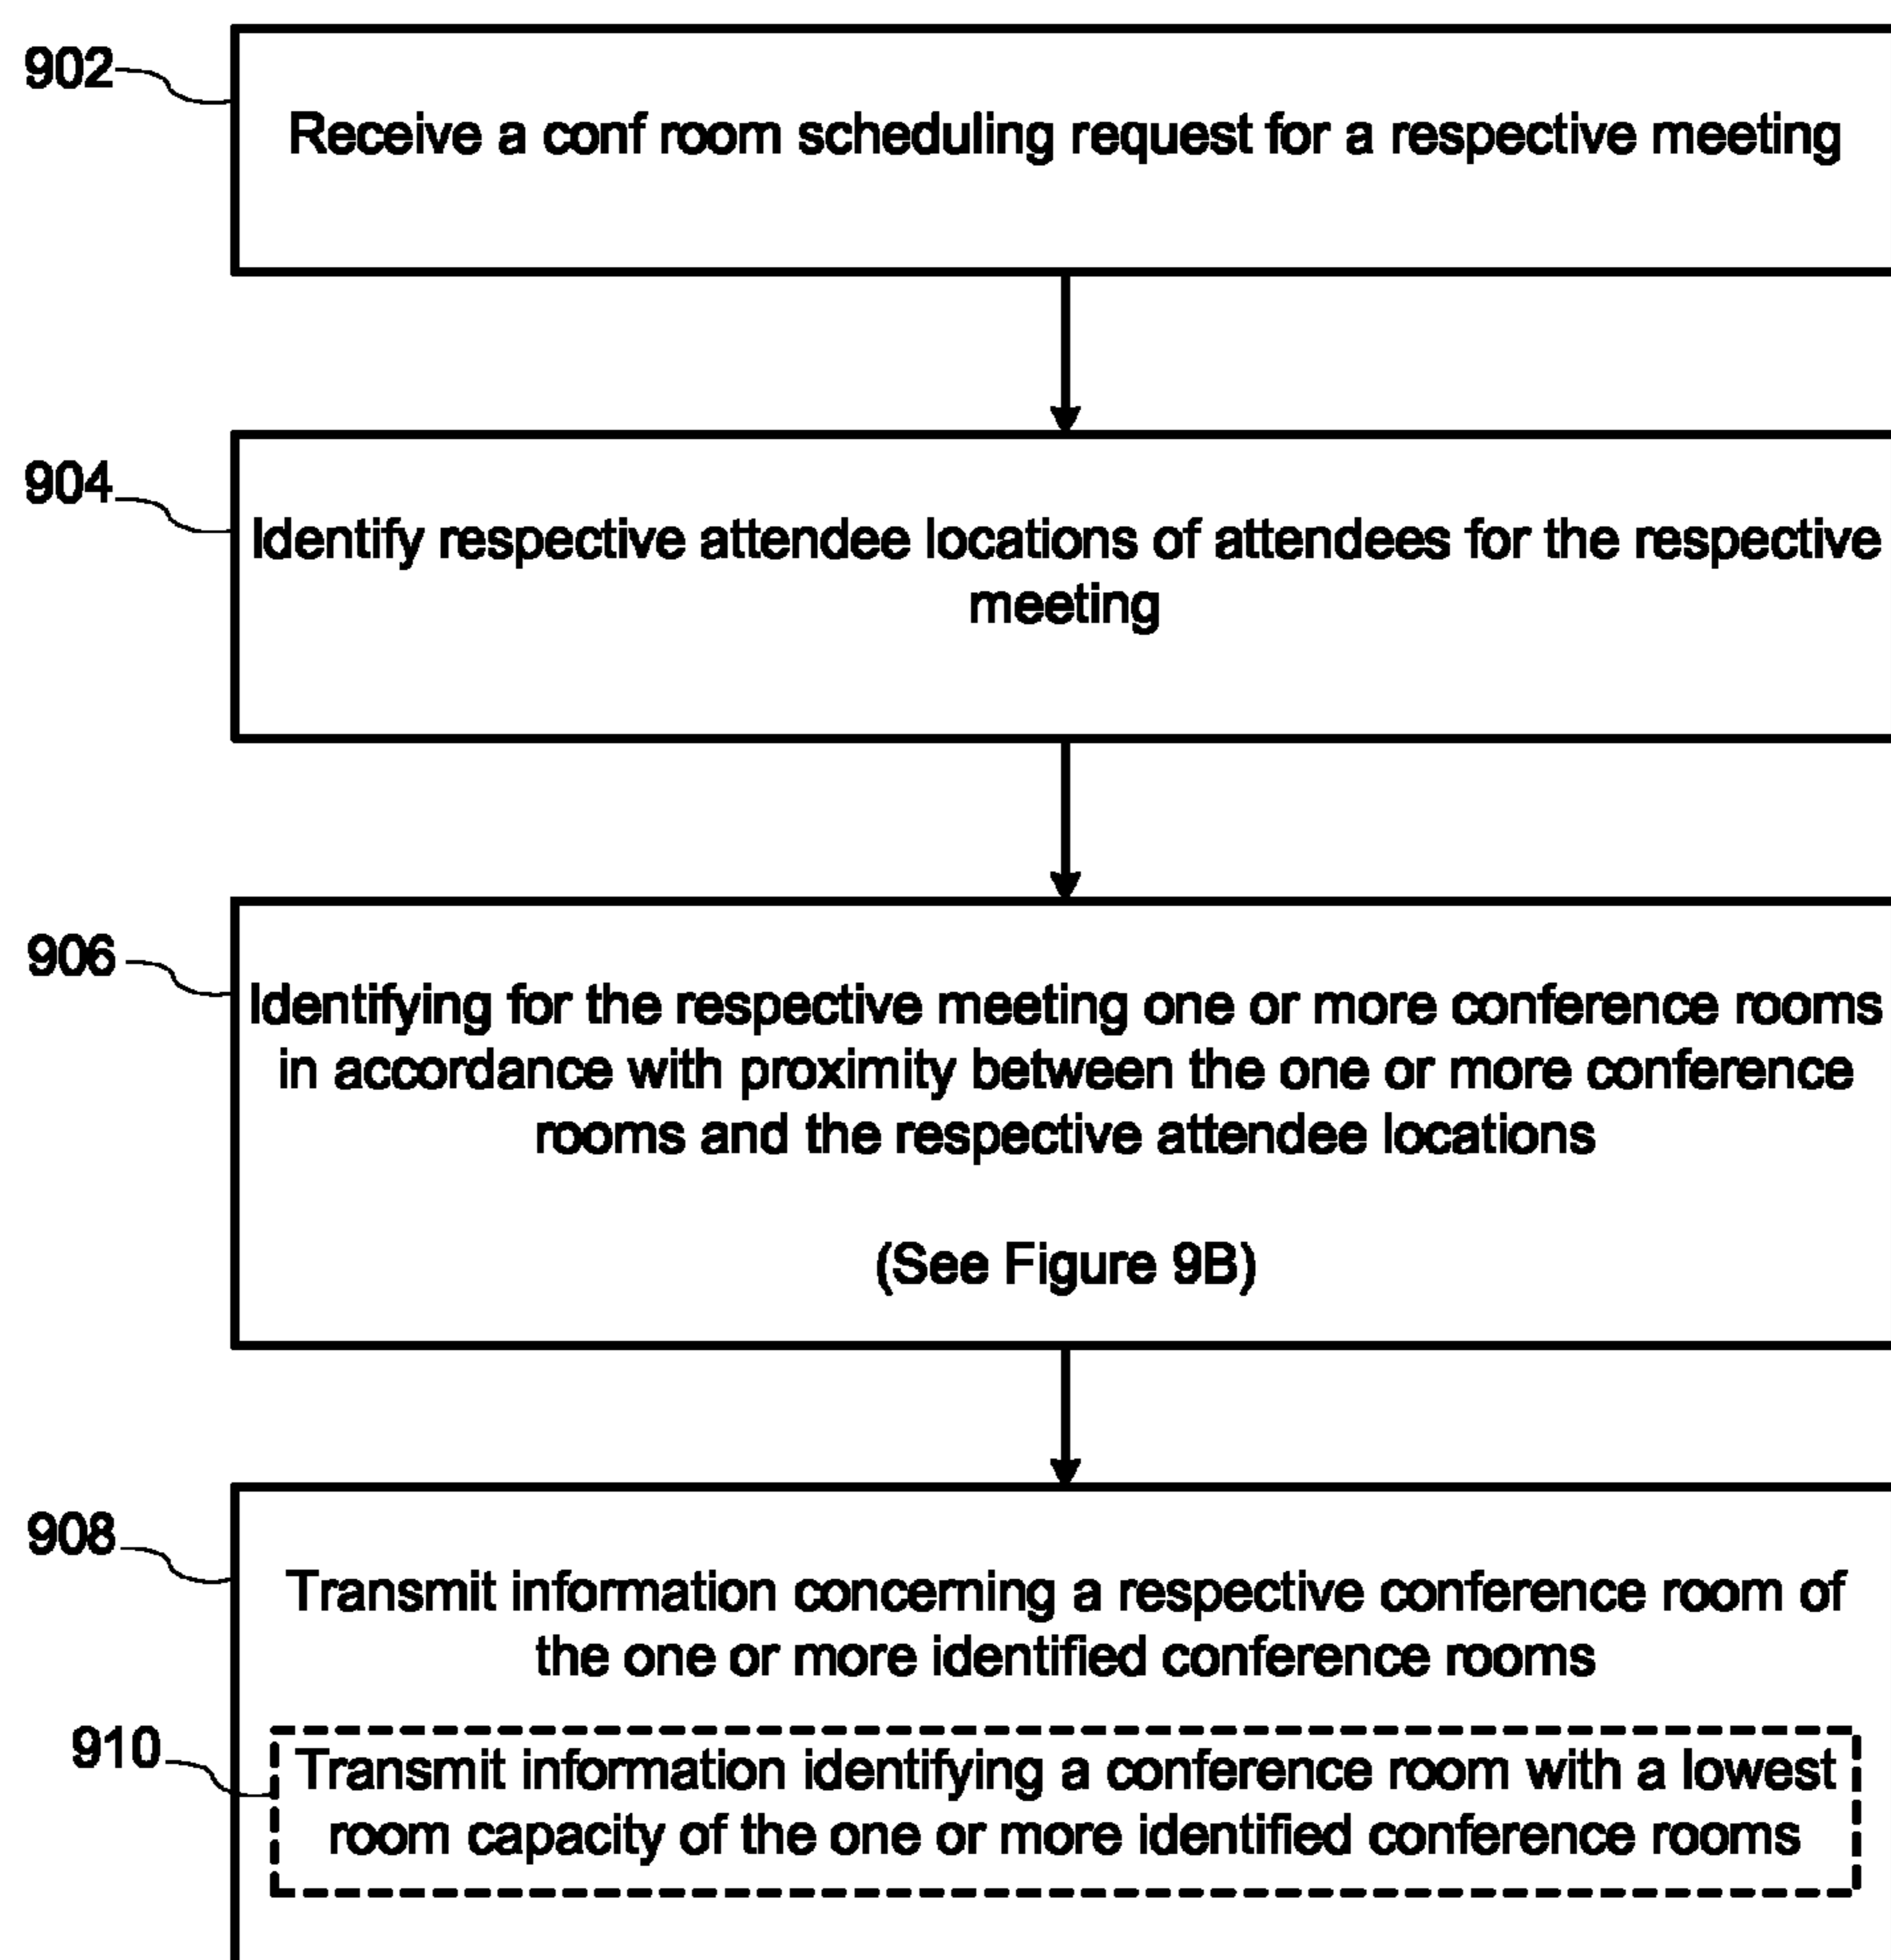 902
Receive a conf room scheduling request for a respective meeting
904
Identify respective attendee locations of attendees for the respective
meeting
906
Identifying for the respective meeting one or more conference rooms
in accordance with proximity between the one or more conference
rooms and the respective attendee locations
(See Figure 9B)
908
Transmit information concerning a respective conference room of
the one or more identified conference rooms
910
Transmit information identifying a conference room with a lowest
room capacity of the one or more identified conference rooms